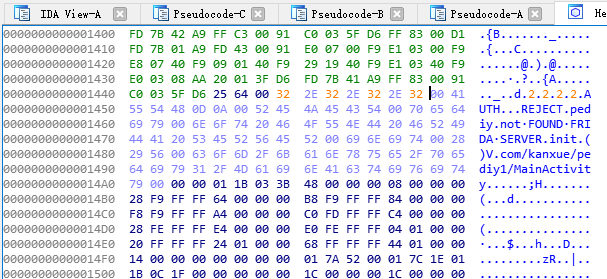 IDA View-A Pseudocode-C Pseudocode-B Pseudocode-A He
0000000000001400 FD 7B 42 A9 FF C3 00 91 C0 03 5F D6 FF 83 00 D1 .{B......._.....
0000000000001410 FD 7B 01 A9 FD 43 00 91 E0 07 00 F9 E1 03 00 F9 .{...C..........
0000000000001420 E8 07 40 F9 09 01 40 F9 29 19 40 F9 E1 03 40 F9 ..@...@.).@...@.
0000000000001430 E0 03 08 AA 20 01 3F D6 FD 7B 41 A9 FF 83 00 91 .... .?..{A.....
0000000000001440 C0 03 5F D6 25 64 00 32 2E 32 2E 32 2E 32 00 41 .._.%d.2.2.2.2.A
0000000000001450 55 54 48 0D 0A 00 52 45 4A 45 43 54 00 70 65 64 UTH...REJECT.ped
0000000000001460 69 79 00 6E 6F 74 20 46 4F 55 4E 44 20 46 52 49 iy.not FOUND FRI
0000000000001470 44 41 20 53 45 52 56 45 52 00 69 6E 69 74 00 28 DA SERVER.init.(
0000000000001480 29 56 00 63 6F 6D 2F 6B 61 6E 78 75 65 2F 70 65 )V.com/kanxue/pe
0000000000001490 64 69 79 31 2F 4D 61 69 6E 41 63 74 69 76 69 74 diy1/MainActivit
00000000000014A0 79 00 00 00 01 1B 03 3B 48 00 00 00 08 00 00 00 y......;H.......
00000000000014B0 28 F9 FF FF 64 00 00 00 B8 F9 FF FF 84 00 00 00 (...d...........
00000000000014C0 F8 F9 FF FF A4 00 00 00 C0 FD FF FF C4 00 00 00 ................
00000000000014D0 28 FE FF FF E4 00 00 00 E0 FE FF FF 04 01 00 00 (...............
00000000000014E0 20 FF FF FF 24 01 00 00 68 FF FF FF 44 01 00 00  ...$...h...D...
00000000000014F0 14 00 00 00 00 00 00 00 01 7A 52 00 01 7C 1E 01 .........zR..|..
0000000000001500 1B 0C 1F 00 1C 00 00 00 1C 00 00 00